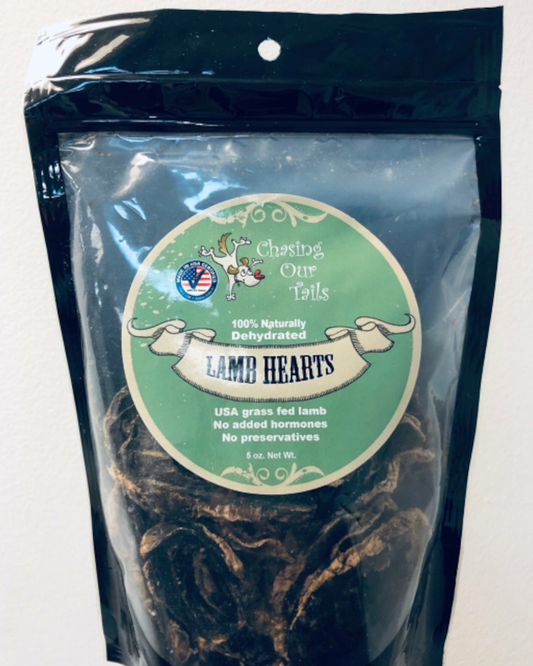 Chasing
Our
Tails
100% Naturally
Dehydrated
LAMB HEARTS
USA grass fed lamb
No added hormones
No preservatives
5 oz. Net Wt.